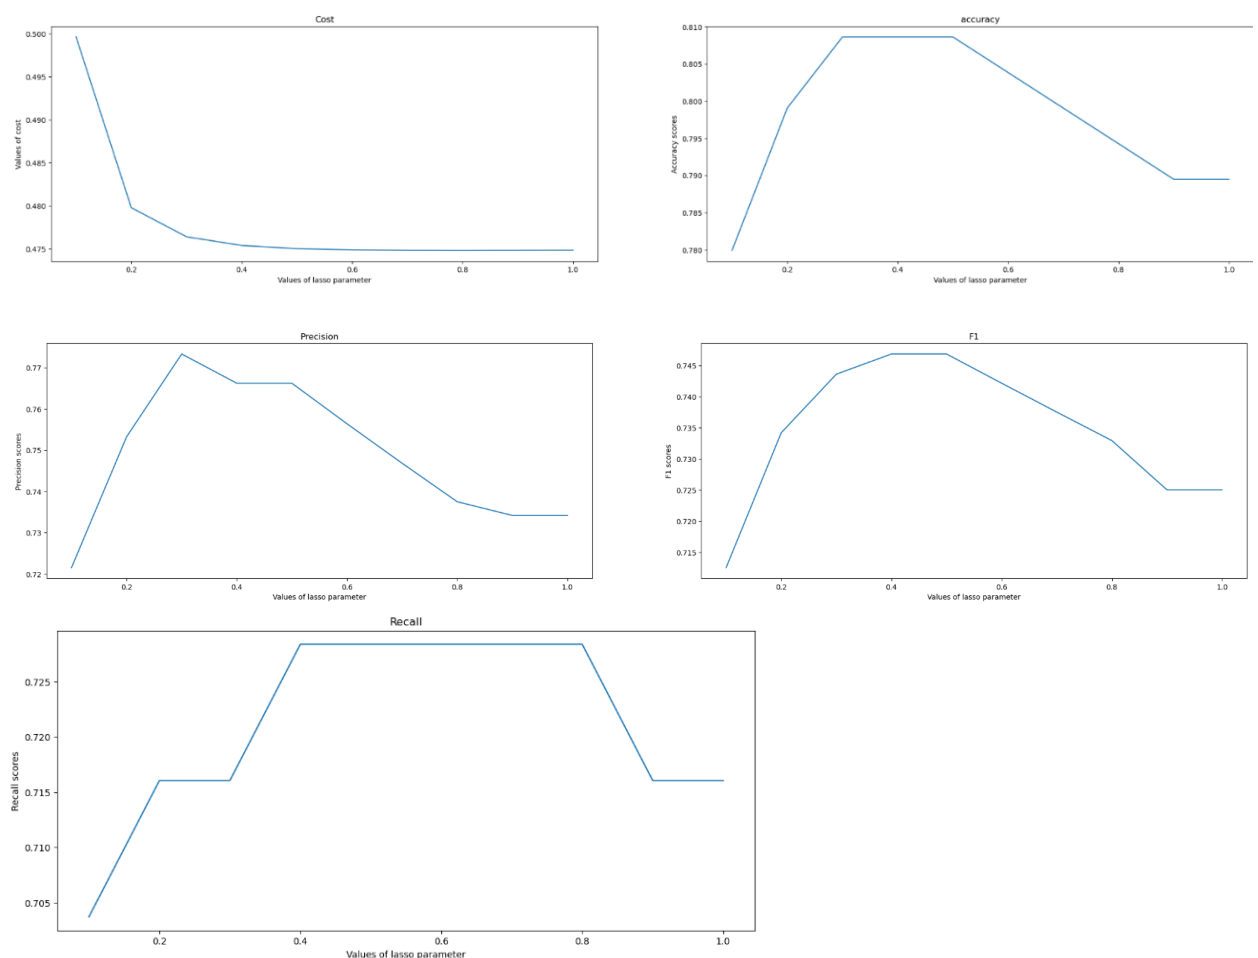 Cost
Values of cost
0.500
0.495
0.490
0.485
0.480
0.475
0.2 0.4 0.6 0.8 1.0
Values of lasso parameter
accuracy
Accuracy scores
0.810
0.805
0.800
0.795
0.790
0.785
0.780
0.2 0.4 0.6 0.8 1.0
Values of lasso parameter
Precision
Precision scores
0.77
0.76
0.75
0.74
0.73
0.72
0.2 0.4 0.6 0.8 1.0
Values of lasso parameter
F1
F1 scores
0.745
0.740
0.735
0.730
0.725
0.720
0.715
0.2 0.4 0.6 0.8 1.0
Values of lasso parameter
Recall
Recall scores
0.725
0.720
0.715
0.710
0.705
0.2 0.4 0.6 0.8 1.0
Values of lasso parameter